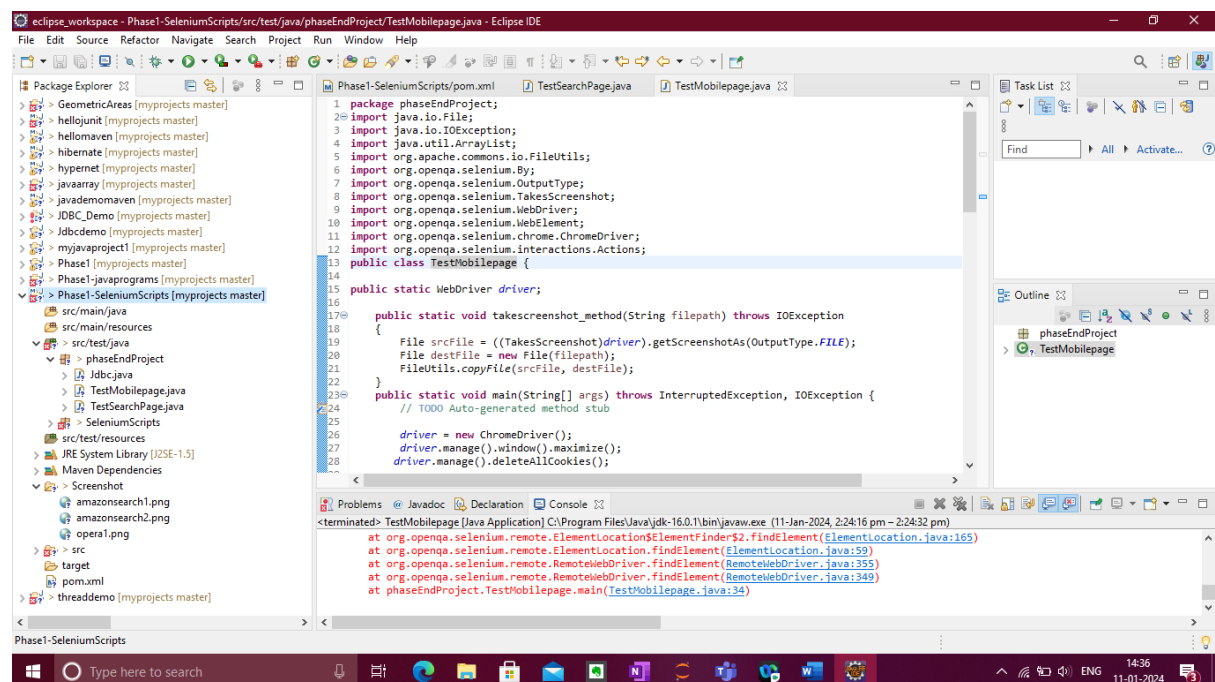 eclipse_workspace - Phase1-SeleniumScripts/src/test/java/phaseEndProject/TestMobilepage.java - Eclipse IDE
File Edit Source Refactor Navigate Search Project Run Window Help
Package Explorer
> GeometricAreas [myprojects master]
> hellojunit [myprojects master]
> hellomaven [myprojects master]
> hibernate [myprojects master]
> hypernet [myprojects master]
> javaarray [myprojects master]
> javademomaven [myprojects master]
> JDBC_Demo [myprojects master]
> Jdbcdemo [myprojects master]
> myjavaproject1 [myprojects master]
> Phase1 [myprojects master]
> Phase1-javaprograms [myprojects master]
> Phase1-SeleniumScripts [myprojects master]
src/main/java
src/main/resources
> src/test/java
> phaseEndProject
> Jdbc.java
> TestMobilepage.java
> TestSearchPage.java
> SeleniumScripts
src/test/resources
JRE System Library [J2SE-1.5]
Maven Dependencies
> Screenshot
amazonsearch1.png
amazonsearch2.png
opera1.png
> src
target
pom.xml
> threaddemo [myprojects master]
Phase1-SeleniumScripts/pom.xml TestSearchPage.java TestMobilepage.java
1 package phaseEndProject;
2 import java.io.File;
3 import java.io.IOException;
4 import java.util.ArrayList;
5 import org.apache.commons.io.FileUtils;
6 import org.openqa.selenium.By;
7 import org.openqa.selenium.OutputType;
8 import org.openqa.selenium.TakesScreenshot;
9 import org.openqa.selenium.WebDriver;
10 import org.openqa.selenium.WebElement;
11 import org.openqa.selenium.chrome.ChromeDriver;
12 import org.openqa.selenium.interactions.Actions;
13 public class TestMobilepage {
14
15 public static WebDriver driver;
16
17 public static void takescreenshot_method(String filepath) throws IOException
18 {
19 File srcFile = ((TakesScreenshot)driver).getScreenshotAs(OutputType.FILE);
20 File destFile = new File(filepath);
21 FileUtils.copyFile(srcFile, destFile);
22 }
23 public static void main(String[] args) throws InterruptedException, IOException {
24 // TODO Auto-generated method stub
25
26 driver = new ChromeDriver();
27 driver.manage().window().maximize();
28 driver.manage().deleteAllCookies();
Task List
Find All Activate...
Outline
phaseEndProject
TestMobilepage
Problems @ Javadoc Declaration Console
<terminated> TestMobilepage [Java Application] C:\Program Files\Java\jdk-16.0.1\bin\javaw.exe (11-Jan-2024, 2:24:16 pm – 2:24:32 pm)
at org.openqa.selenium.remote.ElementLocation$ElementFinder$2.findElement(ElementLocation.java:165)
at org.openqa.selenium.remote.ElementLocation.findElement(ElementLocation.java:59)
at org.openqa.selenium.remote.RemoteWebDriver.findElement(RemoteWebDriver.java:355)
at org.openqa.selenium.remote.RemoteWebDriver.findElement(RemoteWebDriver.java:349)
at phaseEndProject.TestMobilepage.main(TestMobilepage.java:34)
Phase1-SeleniumScripts
Type here to search
ENG
14:36
11-01-2024